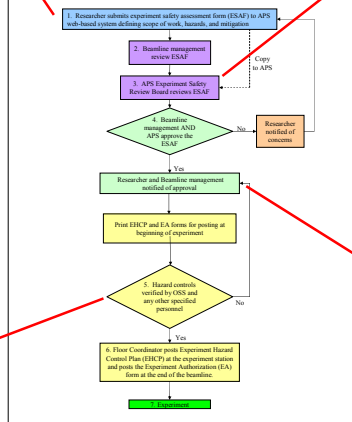 1. Researcher submits experiment safety assessment form (ESAF) to APS
web-based system defining scope of work, hazards, and mitigation
2. Beamline management
review ESAF
Copy
to APS
3. APS Experiment Safety
Review Board reviews ESAF
4. Beamline
management AND
APS approve the
ESAF
No
Researcher
notified of
concerns
Yes
Researcher and Beamline management
notified of approval
Print EHCP and EA forms for posting at
beginning of experiment
5. Hazard controls
verified by OSS and
any other specified
personnel
No
Yes
6. Floor Coordinator posts Experiment Hazard
Control Plan (EHCP) at the experiment station
and posts the Experiment Authorization (EA)
form at the end of the beamline.
7. Experiment